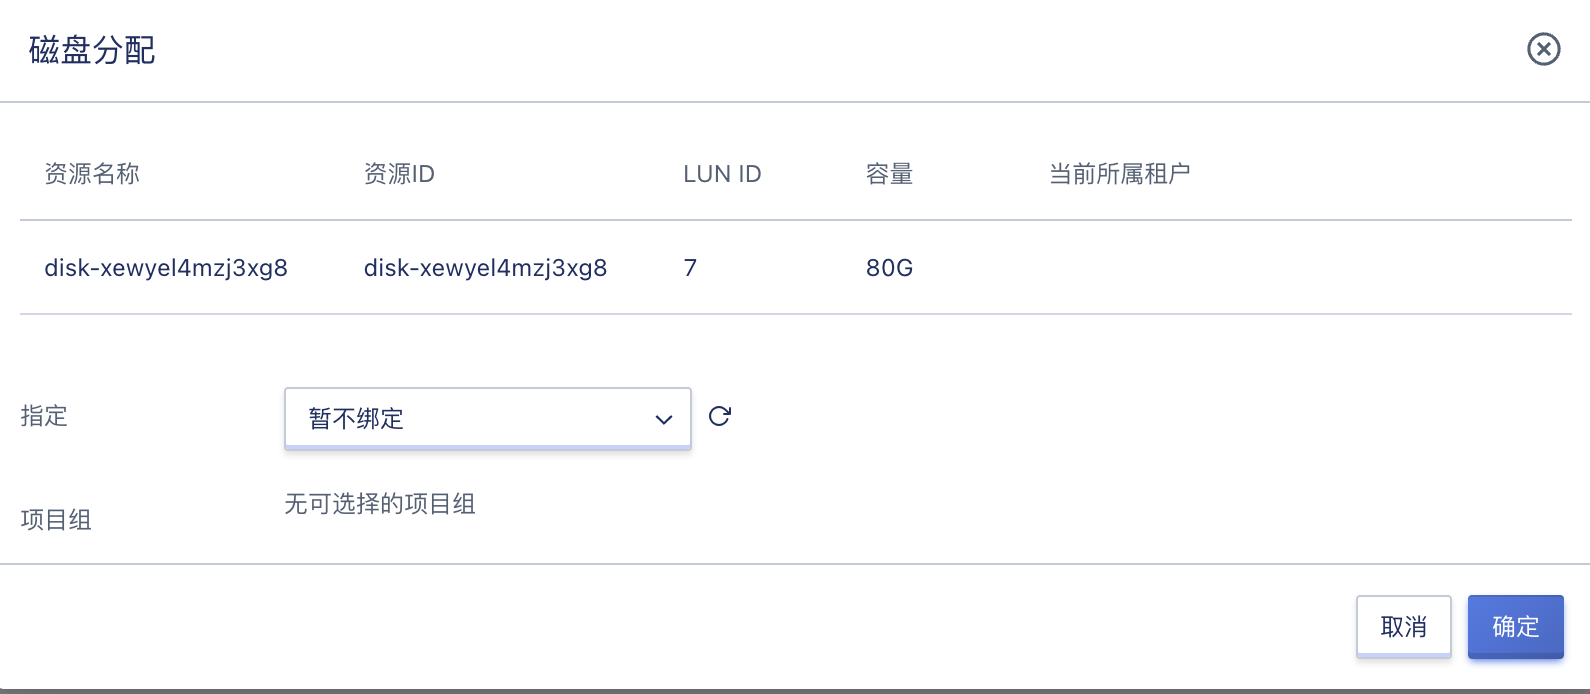 磁盘分配
资源名称 资源ID LUN ID 容量 当前所属租户
disk-xewyel4mzj3xg8 disk-xewyel4mzj3xg8 7 80G
指定 暂不绑定
无可选择的项目组
项目组
取消 确定